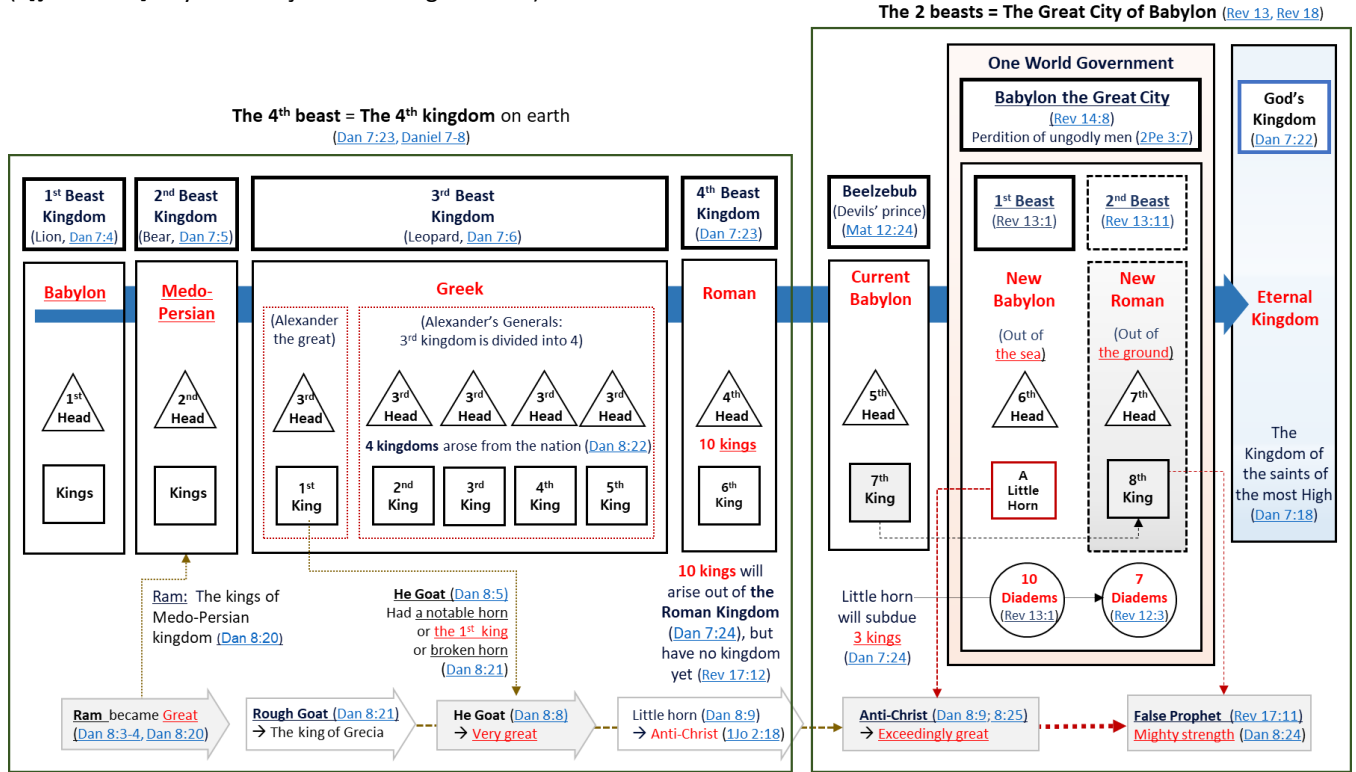 The 2 beasts = The Great City of Babylon (Rev 13, Rev 18)
The 4th beast = The 4th kingdom on earth
(Dan 7:23, Daniel 7-8)
1st Beast
Kingdom
(Lion, Dan 7:4)
2nd Beast
Kingdom
(Bear, Dan 7:5)
3rd Beast
Kingdom
(Leopard, Dan 7:6)
4th Beast
Kingdom
(Dan 7:23)
Babylon
Medo-
Persian
Greek
Roman
(Alexander
the great)
(Alexander’s Generals:
3rd kingdom is divided into 4)
1st
Head
2nd
Head
3rd
Head
3rd
Head
3rd
Head
3rd
Head
3rd
Head
4th
Head
4 kingdoms arose from the nation (Dan 8:22)
10 kings
Kings
Kings
1st
King
2nd
King
3rd
King
4th
King
5th
King
6th
King
One World Government
Babylon the Great City
(Rev 14:8)
Perdition of ungodly men (2Pe 3:7)
God’s
Kingdom
(Dan 7:22)
Beelzebub
(Devils’ prince)
(Mat 12:24)
1st Beast
(Rev 13:1)
2nd Beast
(Rev 13:11)
Current
Babylon
New
Babylon
New
Roman
Eternal
Kingdom
(Out of
the sea)
(Out of
the ground)
5th
Head
6th
Head
7th
Head
7th
King
A
Little
Horn
8th
King
The
Kingdom of
the saints of
the most High
(Dan 7:18)
10
Diadems
(Rev 13:1)
7
Diadems
(Rev 12:3)
Little horn
will subdue
3 kings
(Dan 7:24)
Ram: The kings of
Medo-Persian
kingdom (Dan 8:20)
He Goat (Dan 8:5)
Had a notable horn
or the 1st king
or broken horn
(Dan 8:21)
10 kings will
arise out of the
Roman Kingdom
(Dan 7:24), but
have no kingdom
yet (Rev 17:12)
Ram became Great
(Dan 8:3-4, Dan 8:20)
Rough Goat (Dan 8:21)
→ The king of Grecia
He Goat (Dan 8:8)
→ Very great
Little horn (Dan 8:9)
→ Anti-Christ (1Jo 2:18)
Anti-Christ (Dan 8:9; 8:25)
→ Exceedingly great
False Prophet (Rev 17:11)
Mighty strength (Dan 8:24)